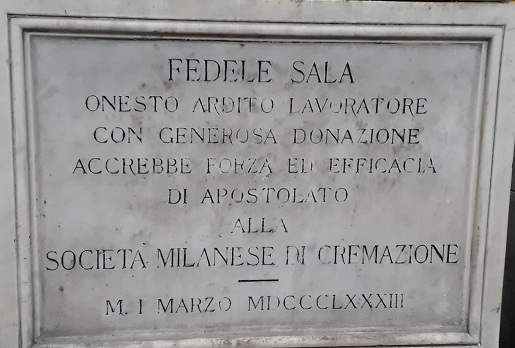 FEDELE SALA
ONESTO ARDITO LAVORATORE
CON GENEROSA DONAZIONE
ACCREBBE FORZA ED EFFICACIA
DI APOSTOLATO
ALLA
SOCIETÀ MILANESE DI CREMAZIONE
M. I MARZO MDCCCLXXXIII